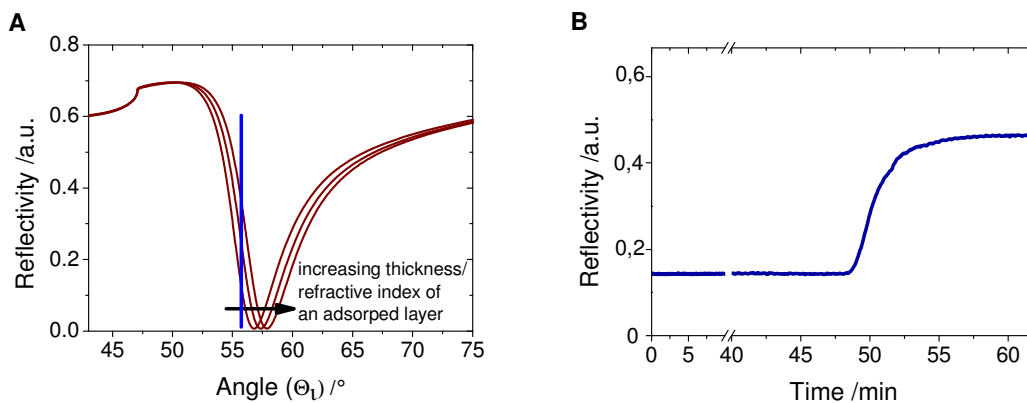 A
0.8
0.6
0.4
0.2
0.0
Reflectivity /a.u.
increasing thickness/
refractive index of
an adsorped layer
45
50
55
60
65
70
75
Angle (Θι) /°
B
0,6
0,4
0,2
0
Reflectivity /a.u.
0
5
40
45
50
55
60
Time /min